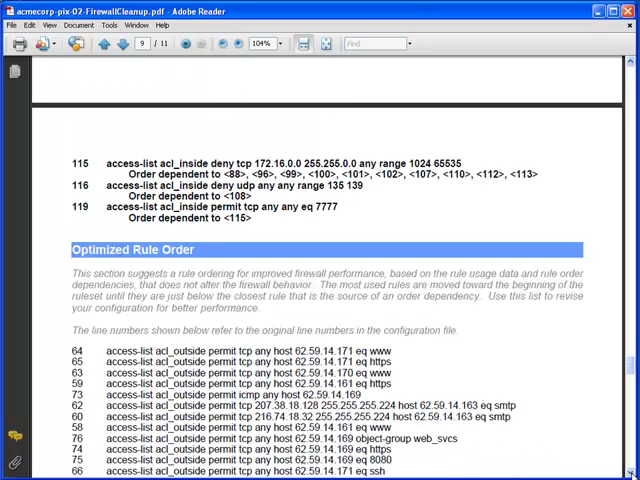 acmecorp-pix-02-FirewallCleanup.pdf - Adobe Reader
File Edit View Document Tools Window Help
9 / 11 104% Find
115 access-list acl_inside deny tcp 172.16.0.0 255.255.0.0 any range 1024 65535
Order dependent to <88>, <96>, <99>, <100>, <101>, <102>, <107>, <110>, <112>, <113>
116 access-list acl_inside deny udp any any range 135 139
Order dependent to <108>
119 access-list acl_inside permit tcp any any eq 7777
Order dependent to <115>
Optimized Rule Order
This section suggests a rule ordering for improved firewall performance, based on the rule usage data and rule order
dependencies, that does not alter the firewall behavior. The most used rules are moved toward the beginning of the
ruleset until they are just below the closest rule that is the source of an order dependency. Use this list to revise
your configuration for better performance.
The line numbers shown below refer to the original line numbers in the configuration file.
64 access-list acl_outside permit tcp any host 62.59.14.171 eq www
65 access-list acl_outside permit tcp any host 62.59.14.171 eq https
63 access-list acl_outside permit tcp any host 62.59.14.170 eq www
59 access-list acl_outside permit tcp any host 62.59.14.161 eq https
73 access-list acl_outside permit icmp any host 62.59.14.169
62 access-list acl_outside permit tcp 207.38.18.128 255.255.255.224 host 62.59.14.163 eq smtp
60 access-list acl_outside permit tcp 216.74.18.32 255.255.255.224 host 62.59.14.163 eq smtp
58 access-list acl_outside permit tcp any host 62.59.14.161 eq www
76 access-list acl_outside permit tcp any host 62.59.14.169 object-group web_svcs
74 access-list acl_outside permit tcp any host 62.59.14.169 eq https
75 access-list acl_outside permit tcp any host 62.59.14.169 eq 8080
66 access-list acl_outside permit tcp any host 62.59.14.171 eq ssh